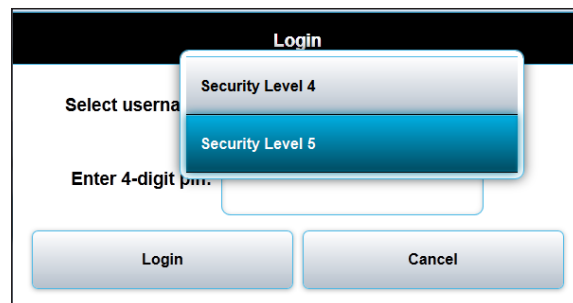 Login
Security Level 4
Select userna
Security Level 5
Enter 4-digit pin:
Login
Cancel